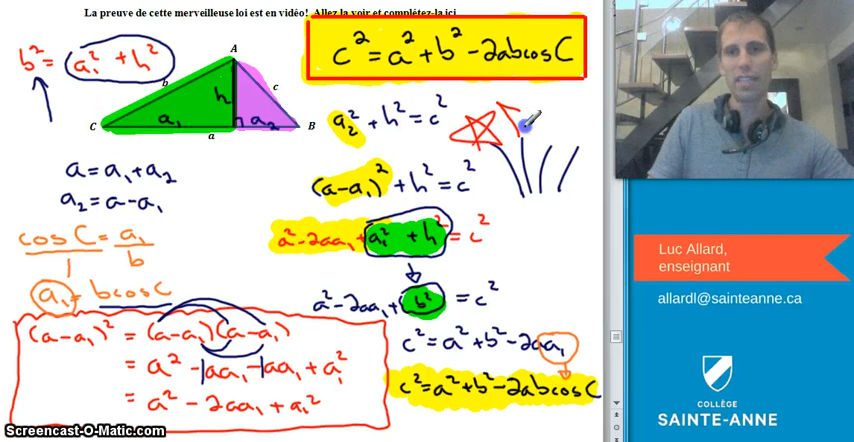 La preuve de cette merveilleuse loi est en vidéo! Allez la voir et complétez-la ici
b² = a₁² + h²
c² = a² + b² - 2abcosC
A
b
h
c
C
a₁
h
a₂
B
a
a₂² + h² = c²
a = a₁ + a₂
a₂ = a - a₁
(a - a₁)² + h² = c²
cos C = a₁/b
a² - 2aa₁ + a₁² + h² = c²
a₁ = bcosC
a² - 2aa₁ + b² = c²
(a - a₁)² = (a - a₁)(a - a₁)
= a² - 1aa₁ - 1aa₁ + a₁²
= a² - 2aa₁ + a₁²
c² = a² + b² - 2aa₁
c² = a² + b² - 2abcosC
Luc Allard,
enseignant
allardl@sainteanne.ca
COLLÈGE
SAINTE-ANNE
Screencast-O-Matic.com